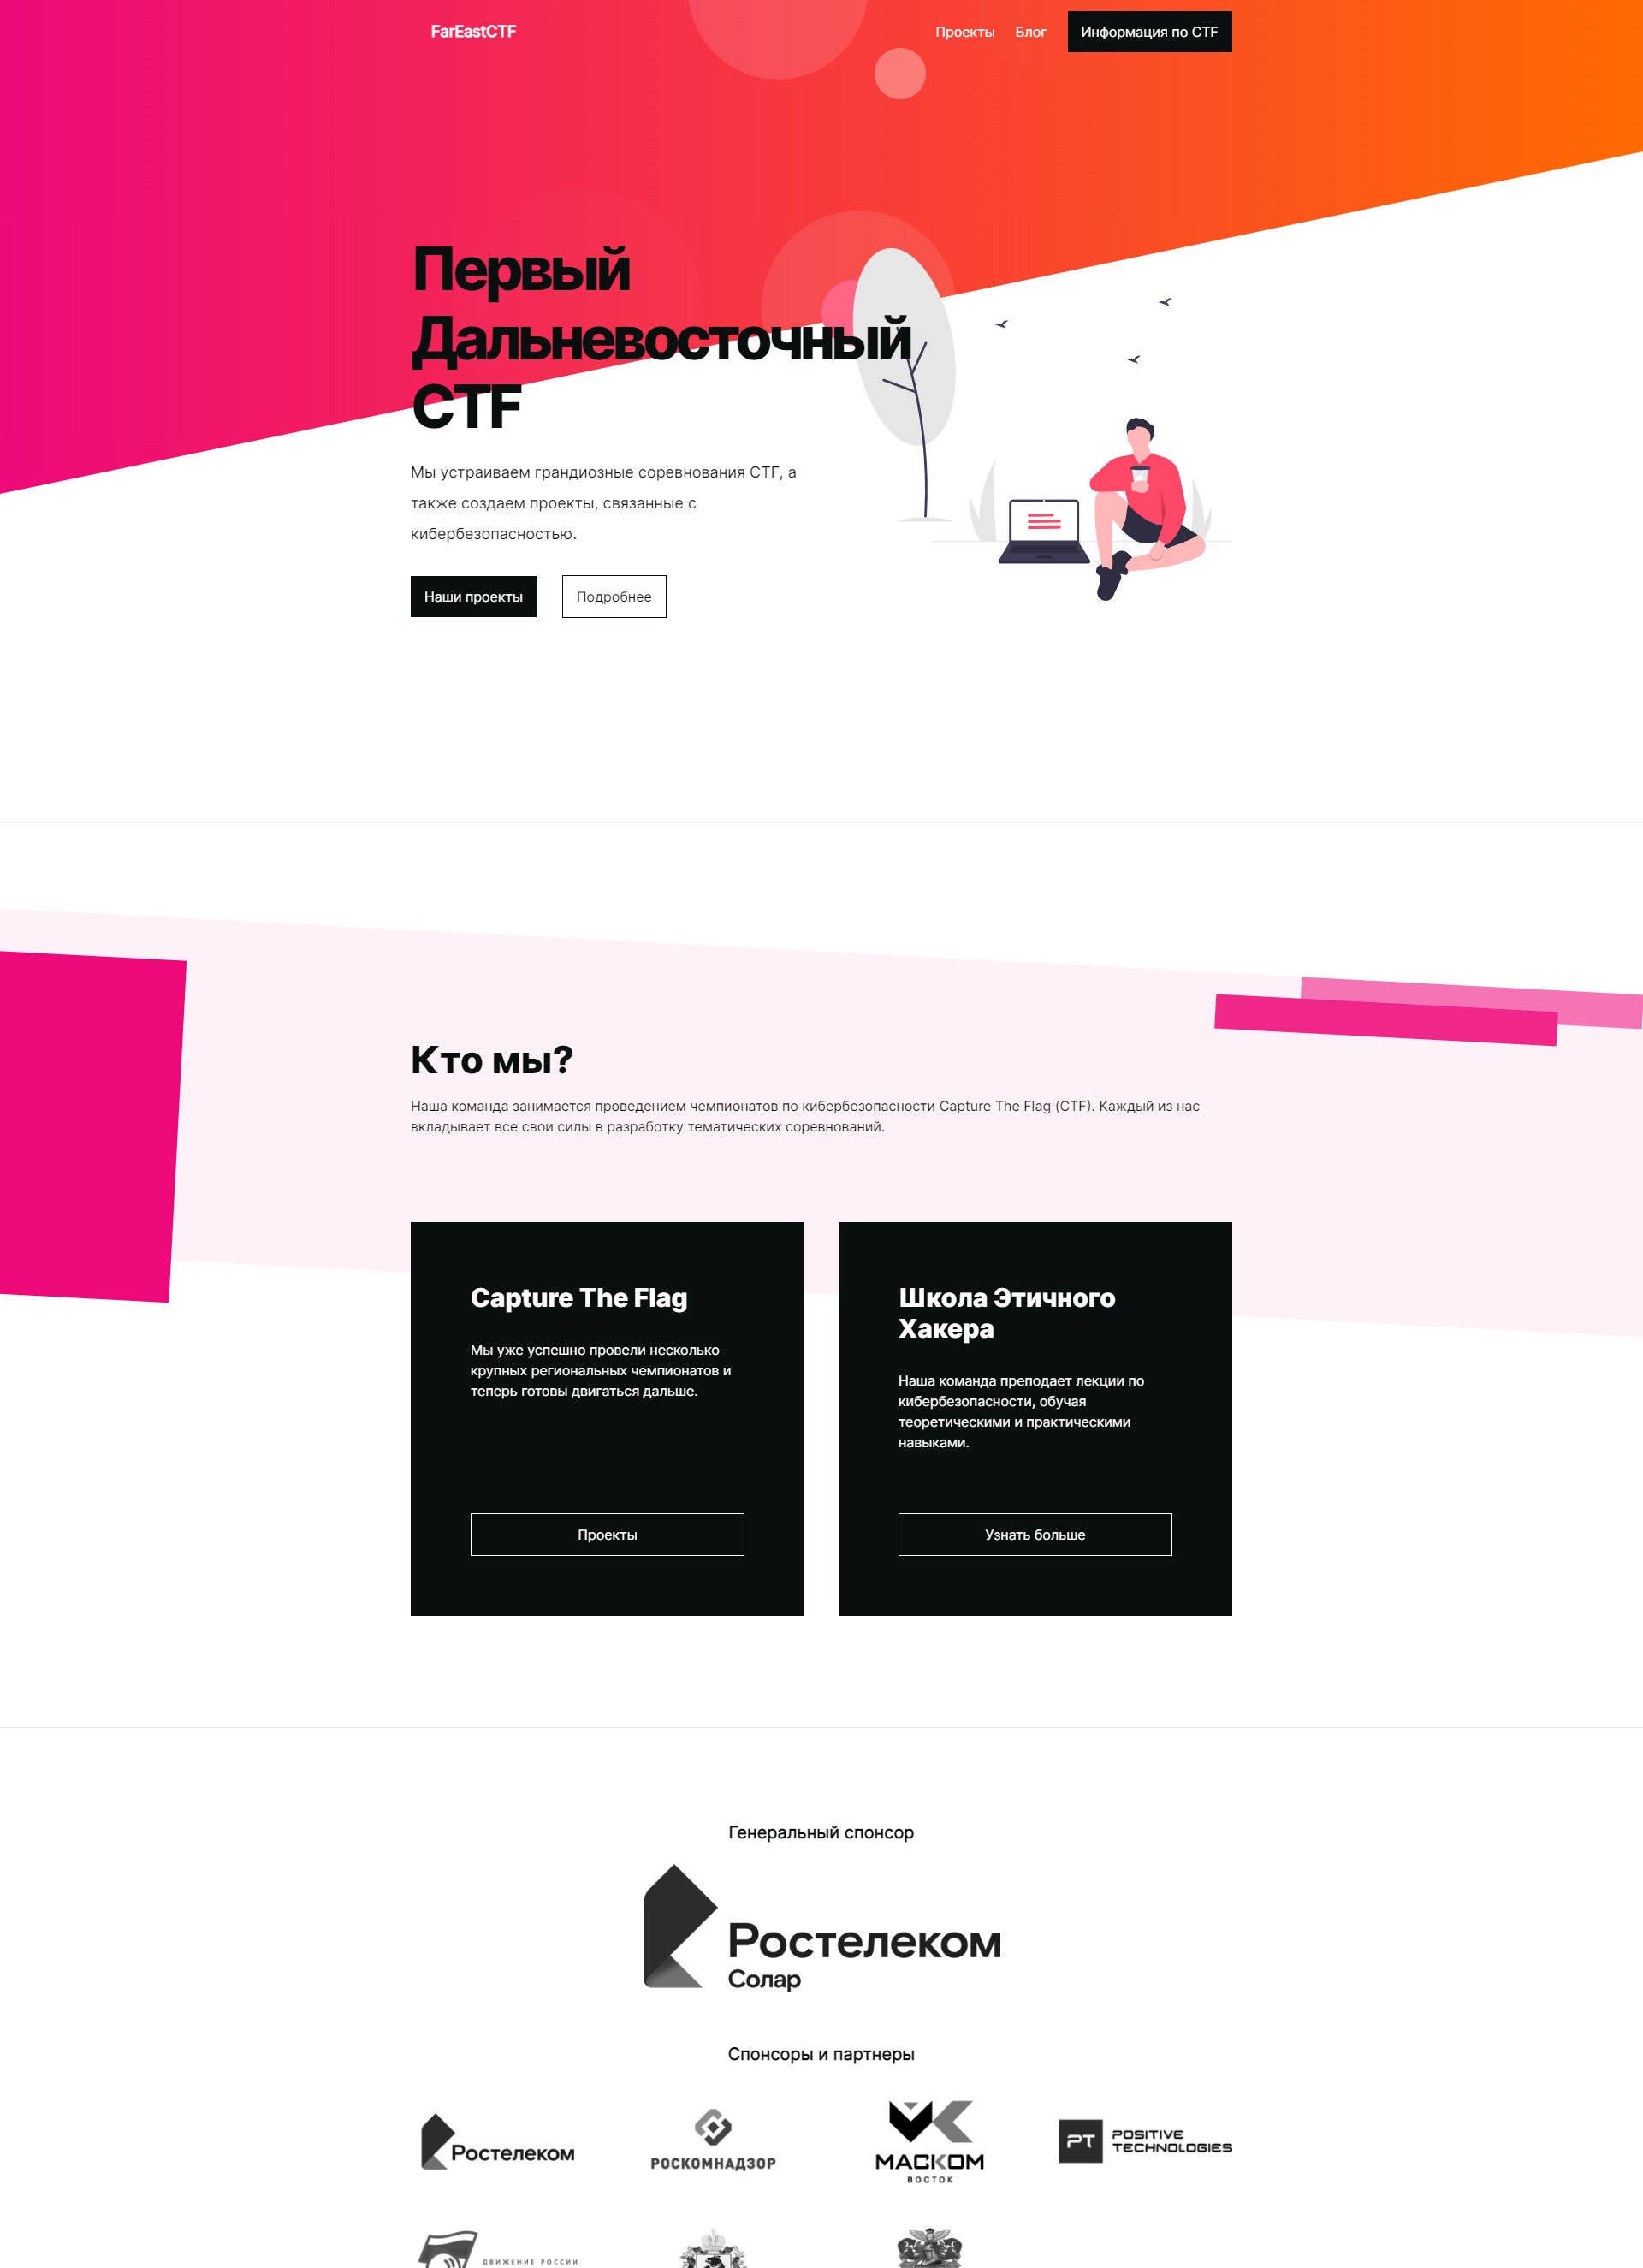 FarEastCTF
Проекты
Блог
Информация по CTF
Первый
Дальневосточный
CTF
Мы устраиваем грандиозные соревнования CTF, а
также создаем проекты, связанные с
кибербезопасностью.
Наши проекты
Подробнее
Кто мы?
Наша команда занимается проведением чемпионатов по кибербезопасности Capture The Flag (CTF). Каждый из нас
вкладывает все свои силы в разработку тематических соревнований.
Capture The Flag
Мы уже успешно провели несколько
крупных региональных чемпионатов и
теперь готовы двигаться дальше.
Проекты
Школа Этичного
Хакера
Наша команда преподает лекции по
кибербезопасности, обучая
теоретическими и практическими
навыками.
Узнать больше
Генеральный спонсор
Ростелеком
Солар
Спонсоры и партнеры
Ростелеком
РОСКОМНАДЗОР
МАСКОМ
ВОСТОК
PT
POSITIVE
TECHNOLOGIES
ДВИЖЕНИЕ РОССИИ